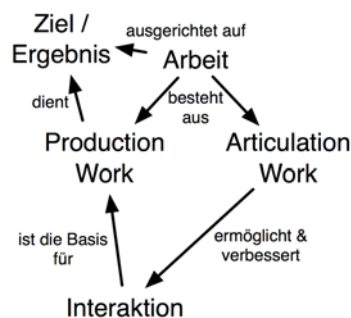 Ziel /
Ergebnis
ausgerichtet auf
Arbeit
dient
besteht
aus
Production
Work
Articulation
Work
ist die Basis
für
ermöglicht &
verbessert
Interaktion